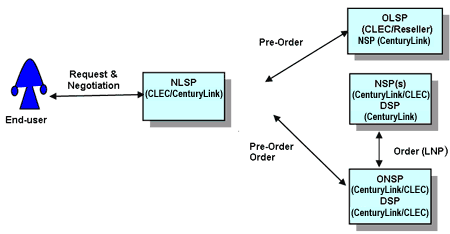 OLSP
(CLEC/Reseller)
NSP (CenturyLink)
Pre-Order
Request &
Negotiation
NLSP
(CLEC/CenturyLink)
End-user
NSP(s)
(CenturyLink/CLEC)
DSP
(CenturyLink)
Pre-Order
Order
Order (LNP)
ONSP
(CenturyLink/CLEC)
DSP
(CenturyLink/CLEC)